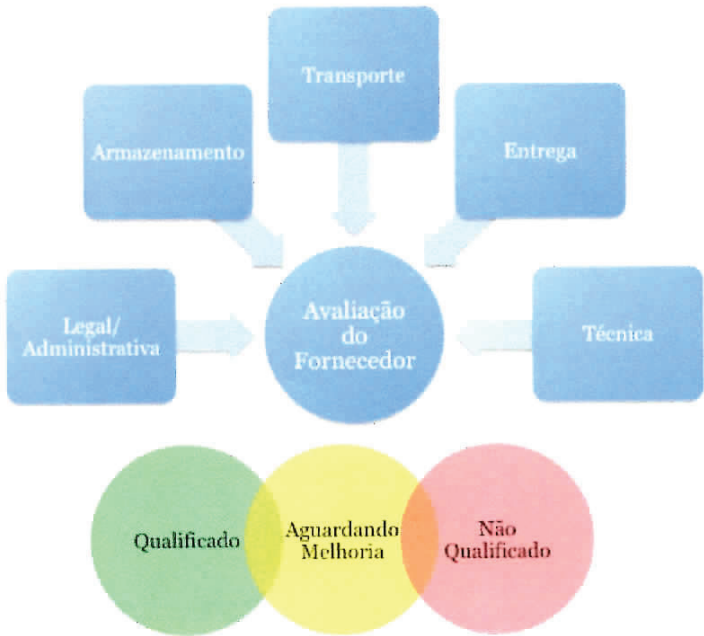 Transporte
Armazenamento
Entrega
Legal/
Administrativa
Avaliação
do
Fornecedor
Técnica
Qualificado
Aguardando
Melhoria
Não
Qualificado